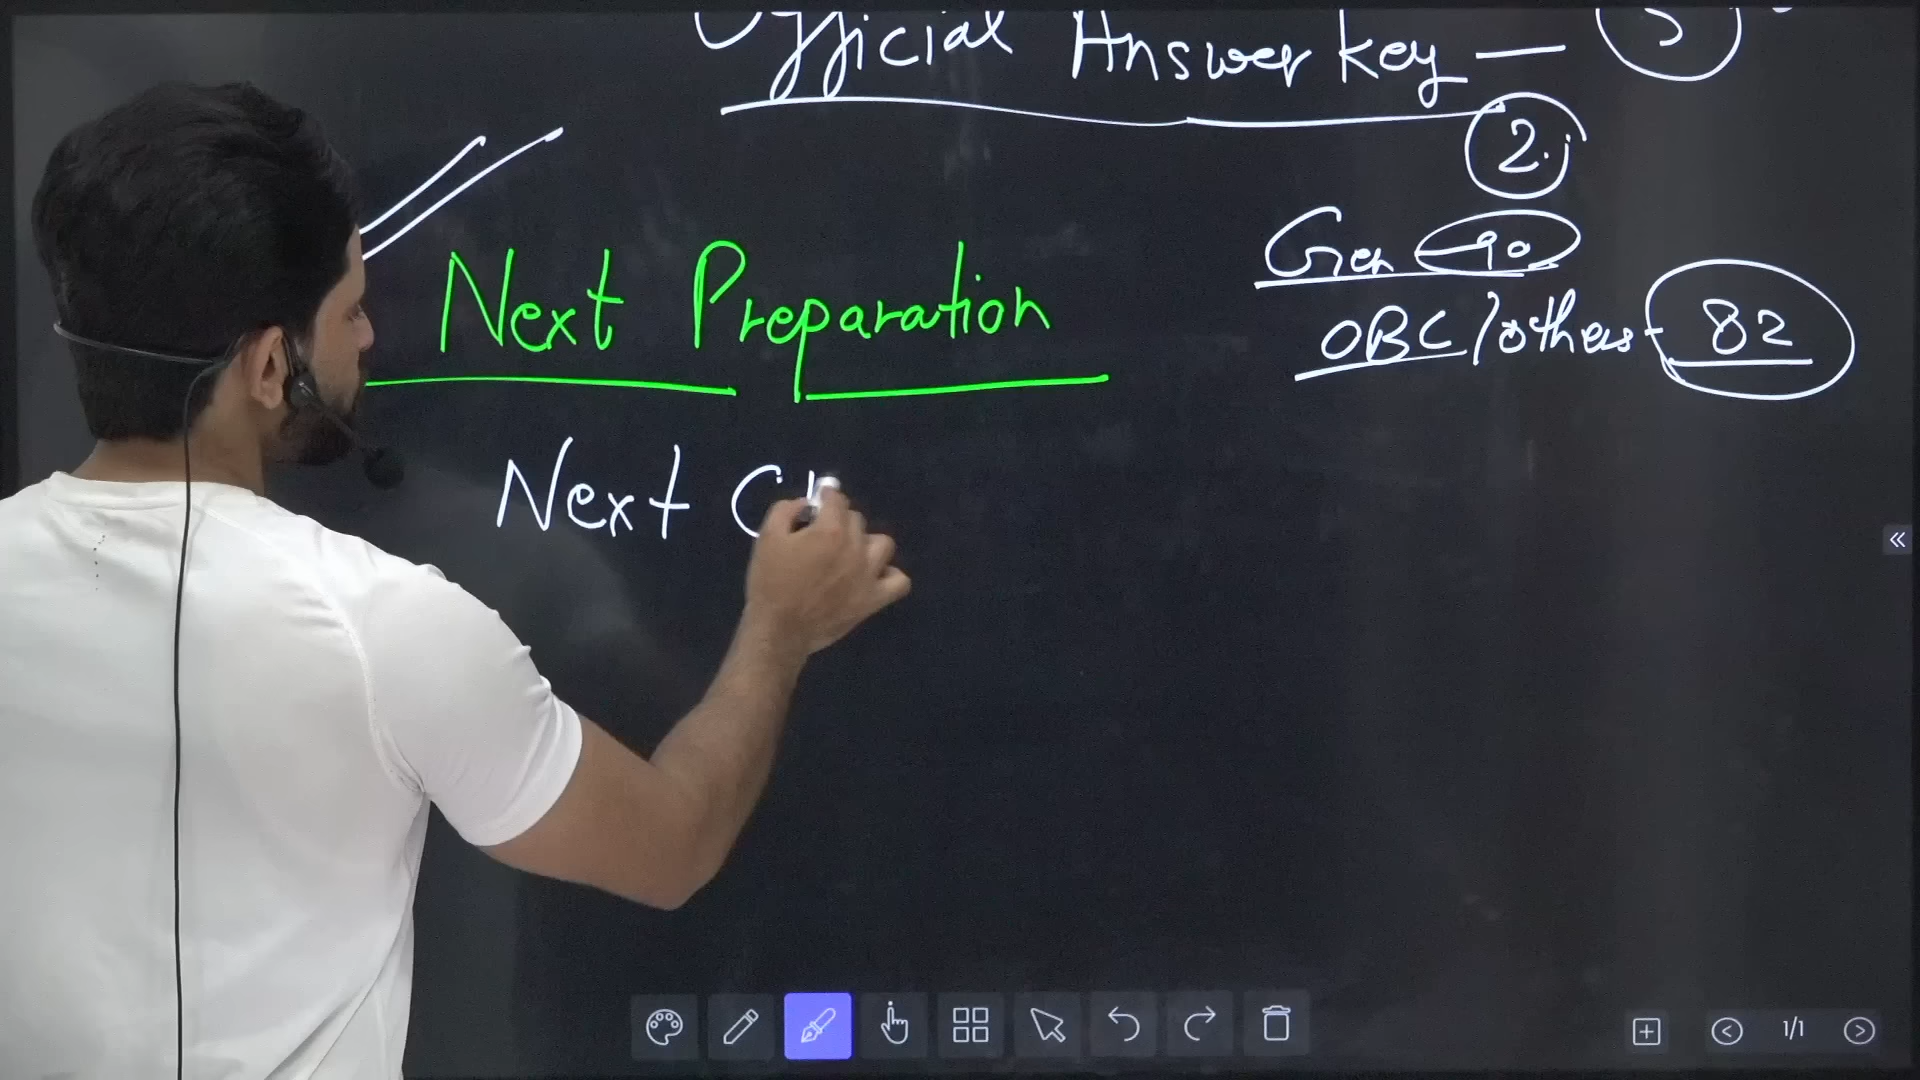 Official Answer Key —
2.j
Gen 90
Next Preparation
OBC/others - 82
Next
1/1